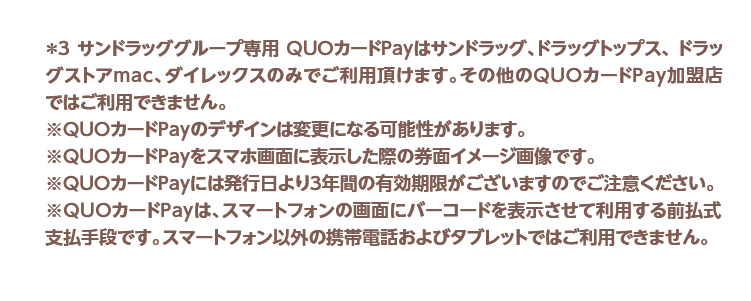 ＊3 サンドラッググループ専用 QUOカードPayはサンドラッグ、ドラッグトップス、ドラッ
グストアmac、ダイレックスのみでご利用頂けます。その他のQUOカードPay加盟店
ではご利用できません。
※QUOカードPayのデザインは変更になる可能性があります。
※QUOカードPayをスマホ画面に表示した際の券面イメージ画像です。
※QUOカードPayには発行日より3年間の有効期限がございますのでご注意ください。
※QUOカードPayは、スマートフォンの画面にバーコードを表示させて利用する前払式
支払手段です。スマートフォン以外の携帯電話およびタブレットではご利用できません。